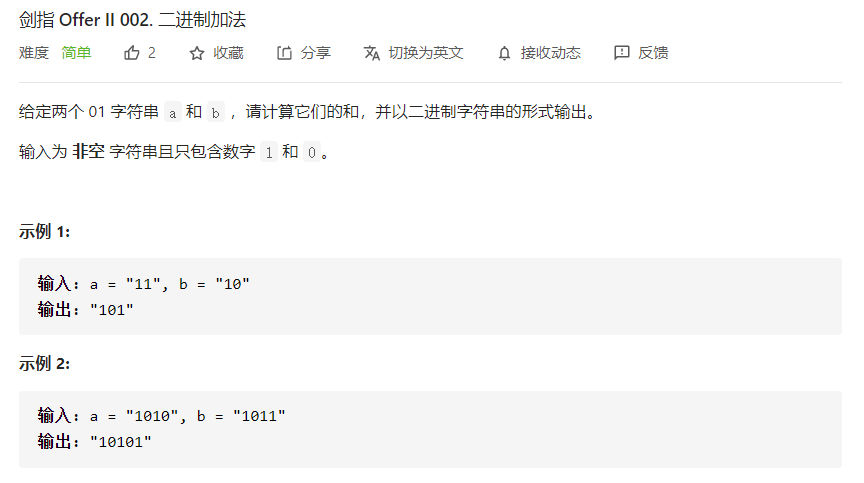 剑指 Offer II 002. 二进制加法
难度 简单 2 收藏 分享 切换为英文 接收动态 反馈
给定两个 01 字符串 a 和 b ，请计算它们的和，并以二进制字符串的形式输出。
输入为 非空 字符串且只包含数字 1 和 0。
示例 1:
输入: a = "11", b = "10"
输出: "101"
示例 2:
输入: a = "1010", b = "1011"
输出: "10101"